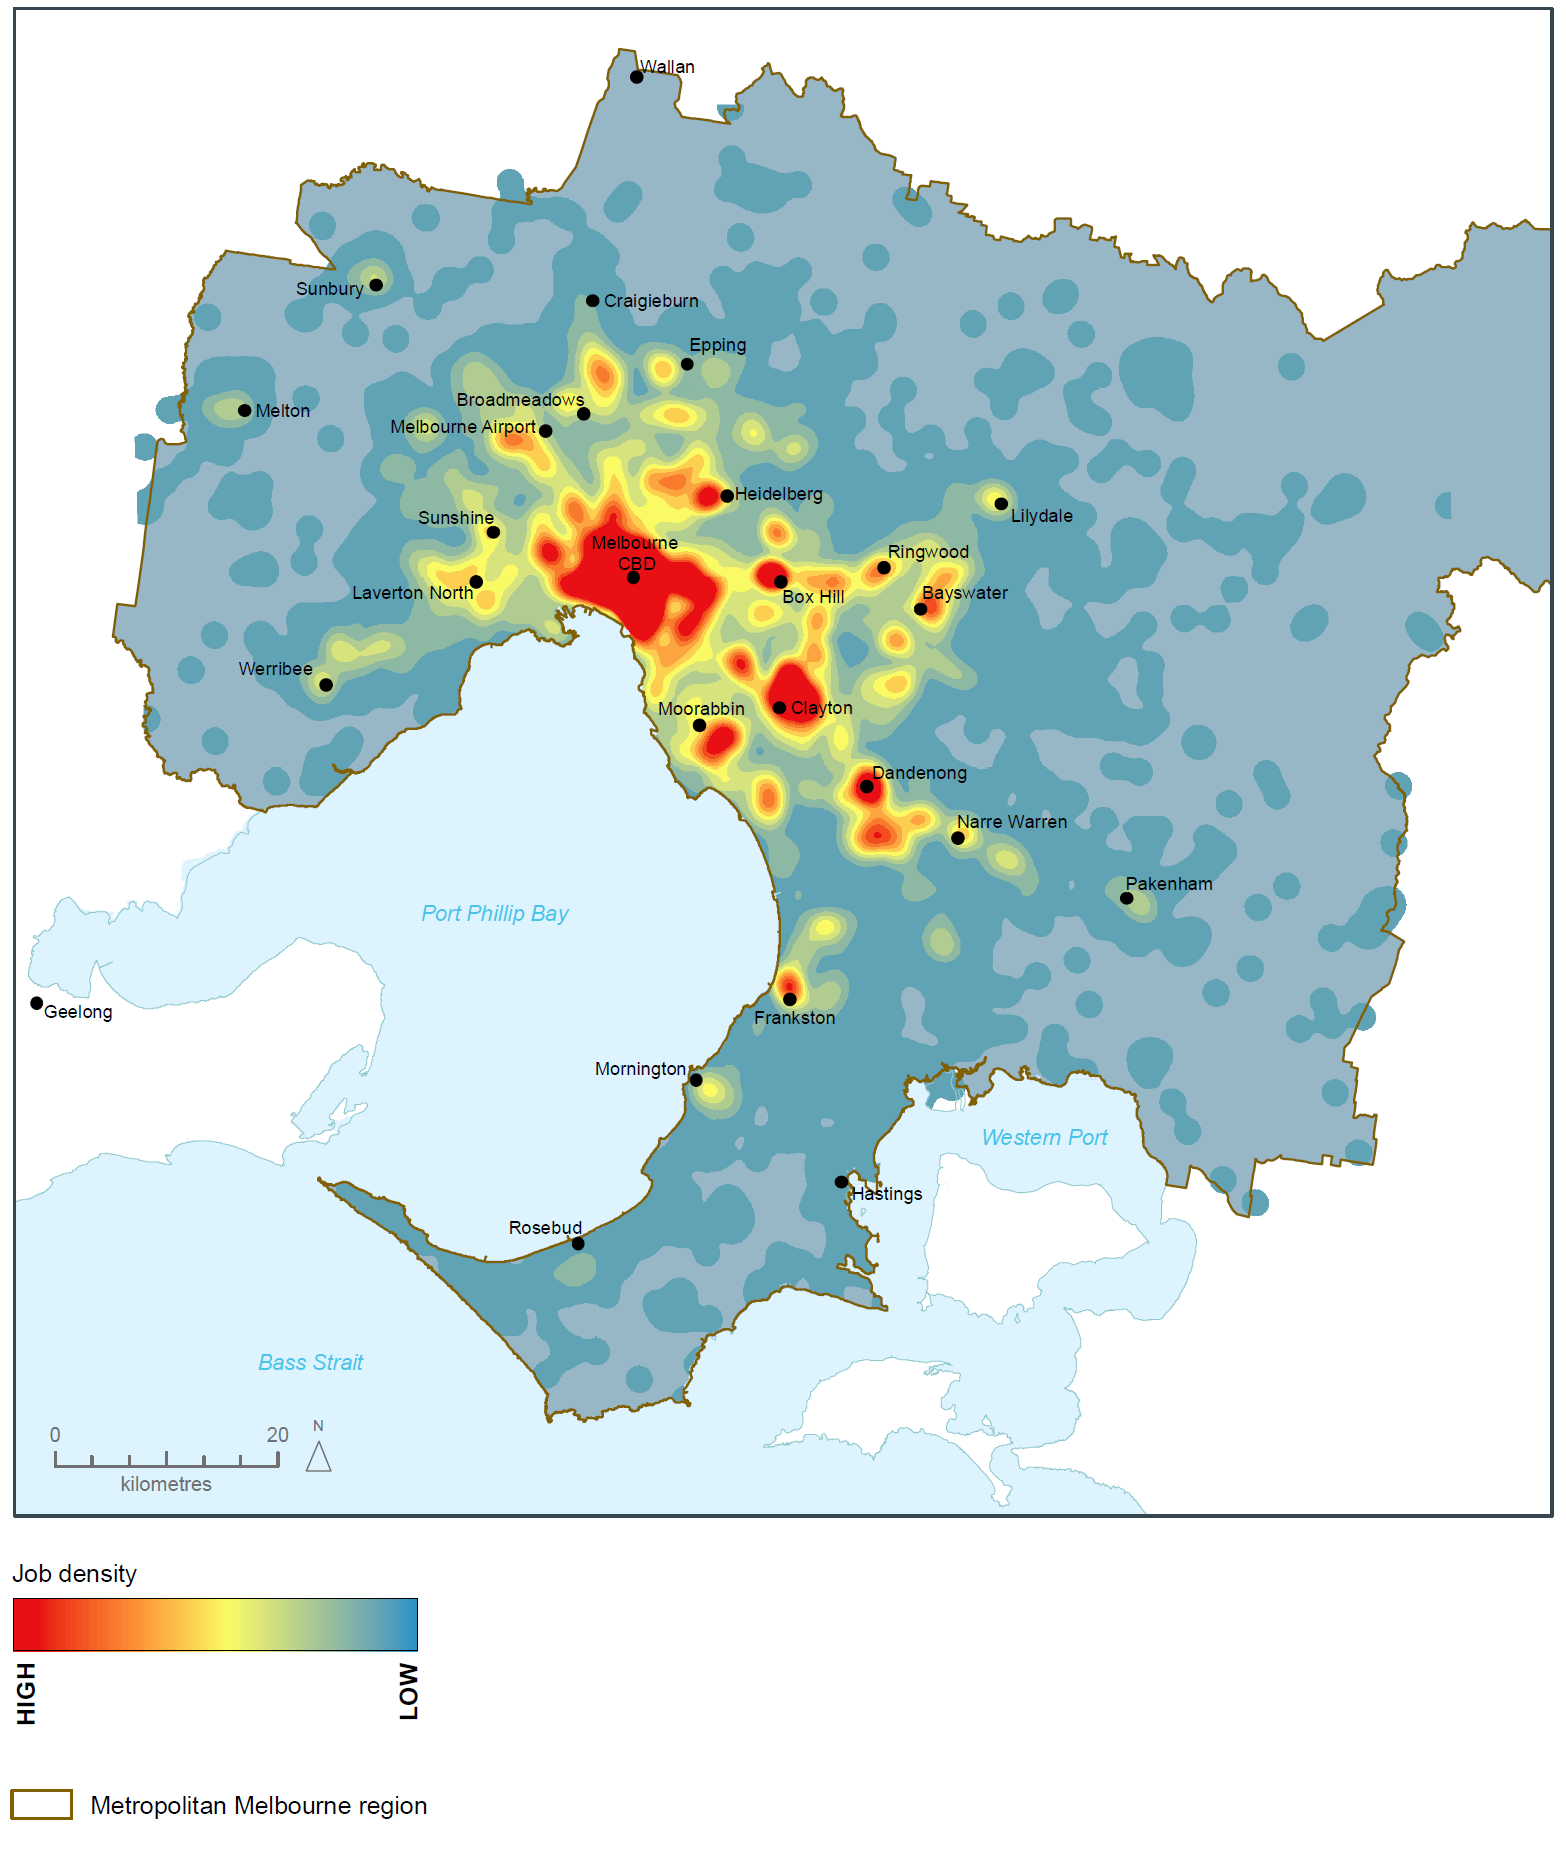 Wallan
Sunbury
Craigieburn
Epping
Broadmeadows
Melton
Melbourne Airport
Heidelberg
Sunshine
Lilydale
Melbourne
CBD
Ringwood
Laverton North
Box Hill
Bayswater
Werribee
Moorabbin
Clayton
Dandenong
Narre Warren
Pakenham
Port Phillip Bay
Geelong
Frankston
Mornington
Western Port
Hastings
Rosebud
Bass Strait
0 20
N
kilometres
Job density
HIGH
LOW
Metropolitan Melbourne region